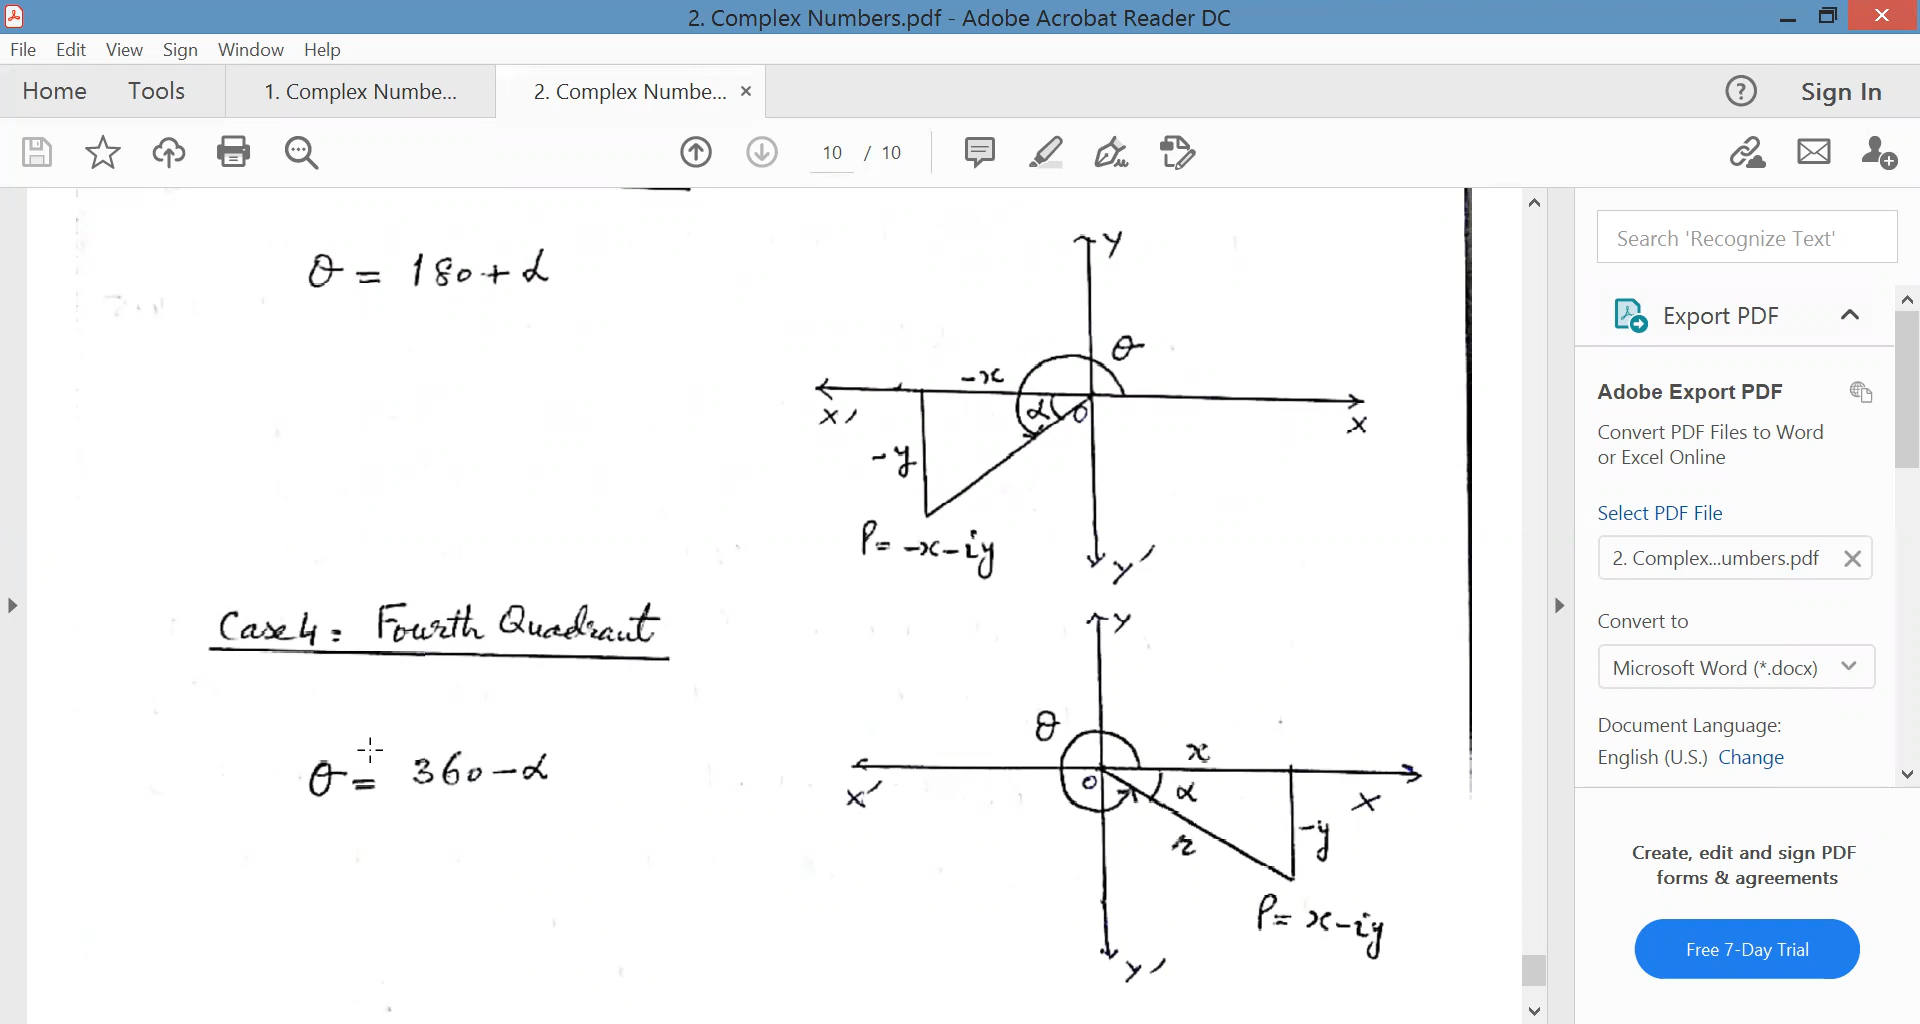 2. Complex Numbers.pdf - Adobe Acrobat Reader DC
File Edit View Sign Window Help
Home Tools 1. Complex Numbe... 2. Complex Numbe... × ? Sign In
10 / 10
Search 'Recognize Text'
Export PDF
Adobe Export PDF
Convert PDF Files to Word
or Excel Online
Select PDF File
2. Complex...umbers.pdf
Convert to
Microsoft Word (*.docx)
Document Language:
English (U.S.) Change
Create, edit and sign PDF
forms & agreements
Free 7-Day Trial
θ = 180 + α
Y
θ
-x
X'
α
O
X
-y
P = -x - iy
Y'
Case 4: Fourth Quadrant
θ = 360 - α
Y
θ
x
X'
O
α
X
r
-y
P = x - iy
Y'